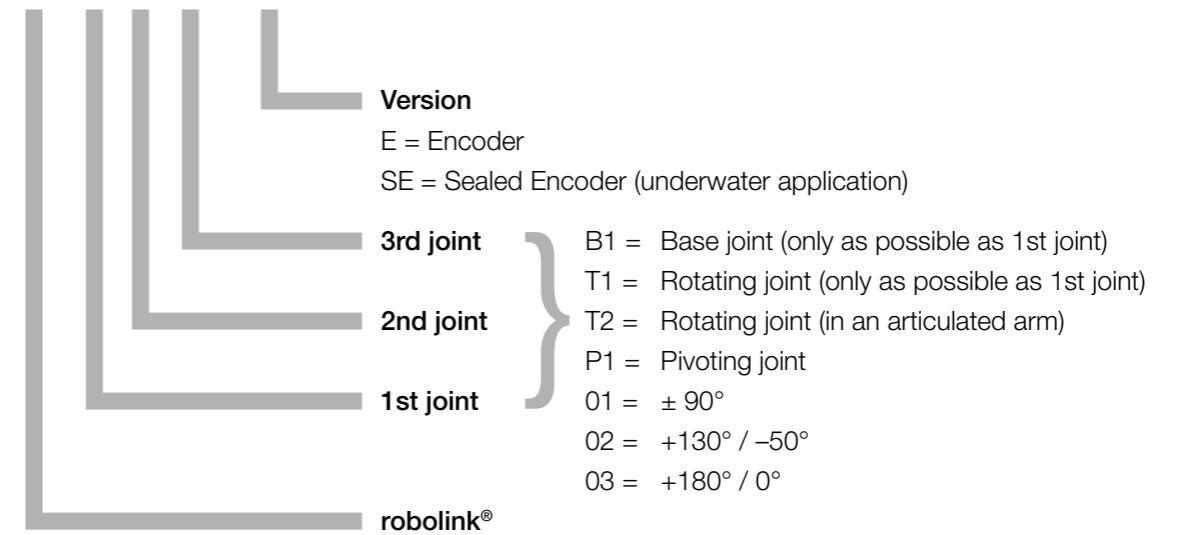 Version
E = Encoder
SE = Sealed Encoder (underwater application)
3rd joint } B1 = Base joint (only as possible as 1st joint)
T1 = Rotating joint (only as possible as 1st joint)
2nd joint T2 = Rotating joint (in an articulated arm)
P1 = Pivoting joint
1st joint 01 = ± 90°
02 = +130° / –50°
03 = +180° / 0°
robolink®